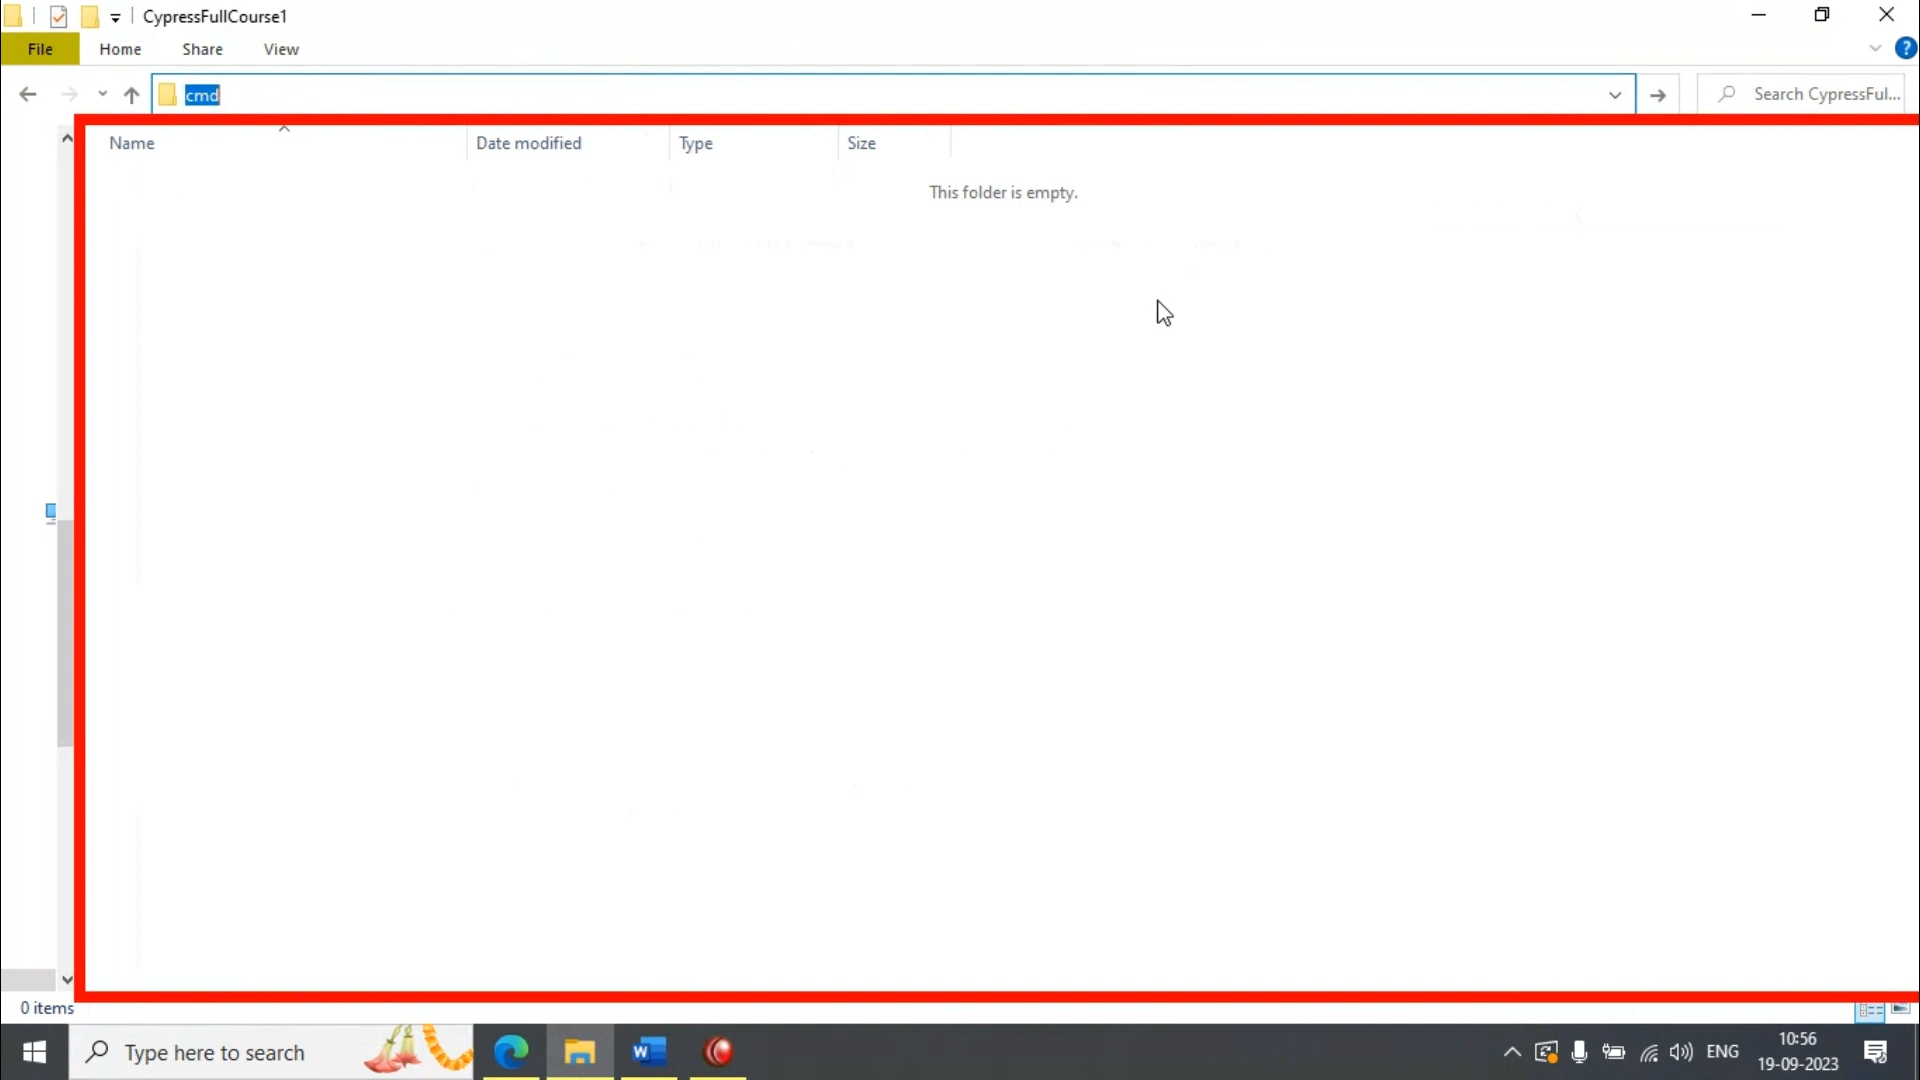 CypressFullCourse1
File Home Share View
cmd
Search CypressFul...
Name Date modified Type Size
This folder is empty.
0 items
Type here to search
ENG
10:56
19-09-2023